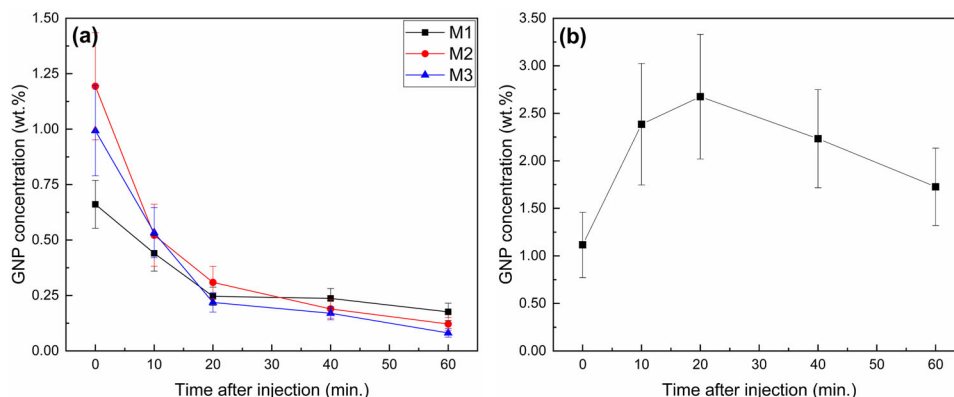 (a)
M1
M2
M3
GNP concentration (wt.%)
1.50
1.25
1.00
0.75
0.50
0.25
0.00
0 10 20 30 40 50 60
Time after injection (min.)
(b)
GNP concentration (wt.%)
3.50
3.00
2.50
2.00
1.50
1.00
0.50
0.00
0 10 20 30 40 50 60
Time after injection (min.)